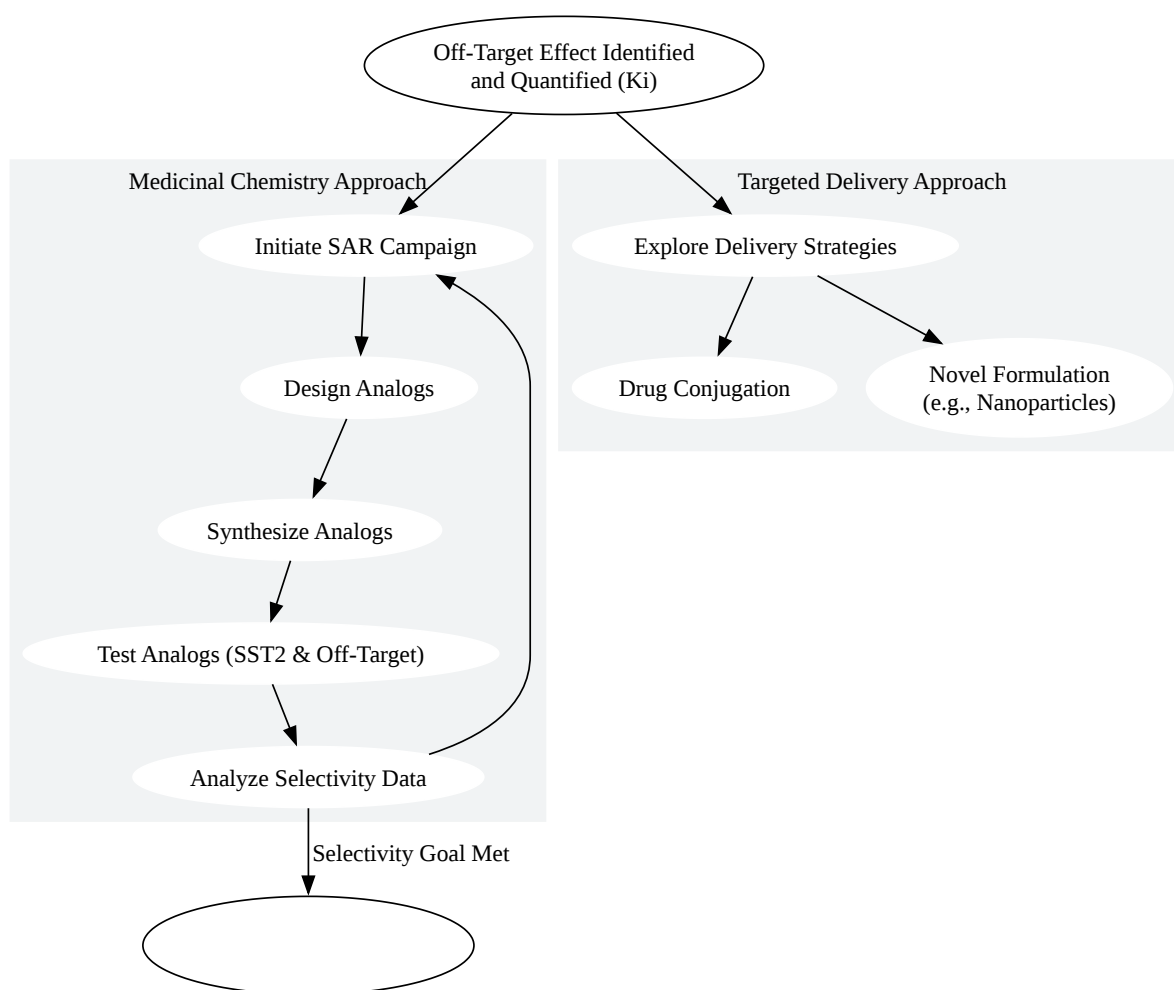 Off-Target Effect Identified
and Quantified (Ki)
Medicinal Chemistry Approach
Targeted Delivery Approach
Initiate SAR Campaign
Explore Delivery Strategies
Design Analogs
Drug Conjugation
Novel Formulation
(e.g., Nanoparticles)
Synthesize Analogs
Test Analogs (SST2 & Off-Target)
Analyze Selectivity Data
Selectivity Goal Met